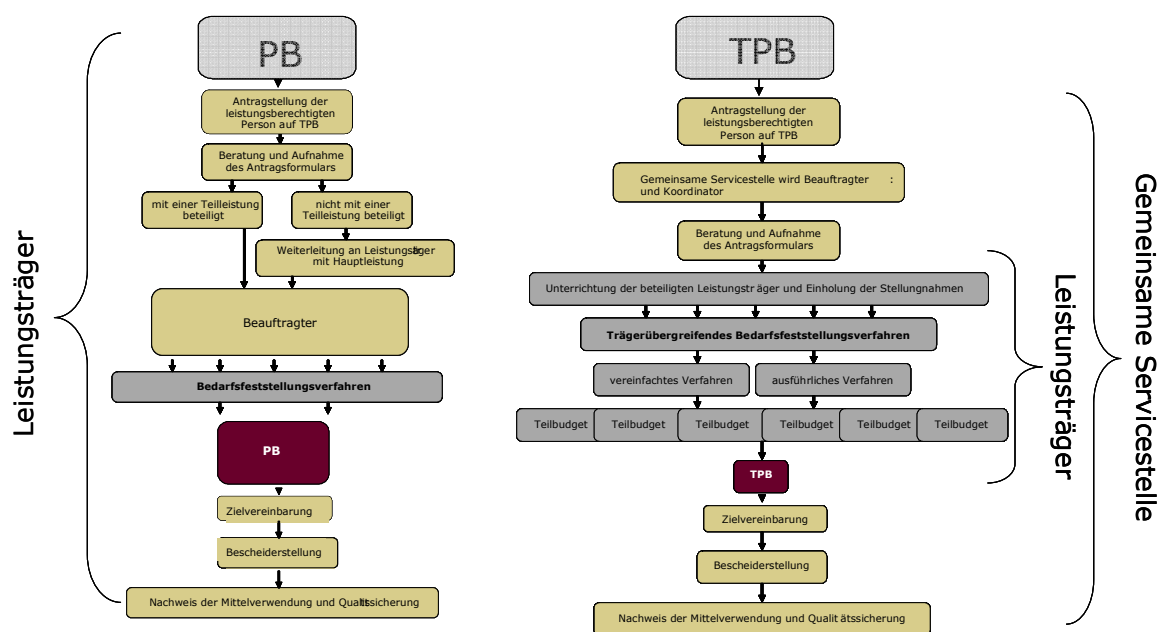 PB
Antragstellung der
leistungsberechtigten
Person auf TPB
Beratung und Aufnahme
des Antragsformulars
mit einer Teilleistung
beteiligt
nicht mit einer
Teilleistung beteiligt
Weiterleitung an Leistungsträger
mit Hauptleistung
Beauftragter
Bedarfsfeststellungsverfahren
PB
Zielvereinbarung
Bescheiderstellung
Nachweis der Mittelverwendung und Qualitätssicherung
Leistungsträger
TPB
Antragstellung der
leistungsberechtigten
Person auf TPB
Gemeinsame Servicestelle wird Beauftragter :
und Koordinator
Beratung und Aufnahme
des Antragsformulars
Unterrichtung der beteiligten Leistungsträger und Einholung der Stellungnahmen
Trägerübergreifendes Bedarfsfeststellungsverfahren
vereinfachtes Verfahren
ausführliches Verfahren
Teilbudget
Teilbudget
Teilbudget
Teilbudget
Teilbudget
Teilbudget
TPB
Zielvereinbarung
Bescheiderstellung
Nachweis der Mittelverwendung und Qualitätssicherung
Leistungsträger
Gemeinsame Servicestelle